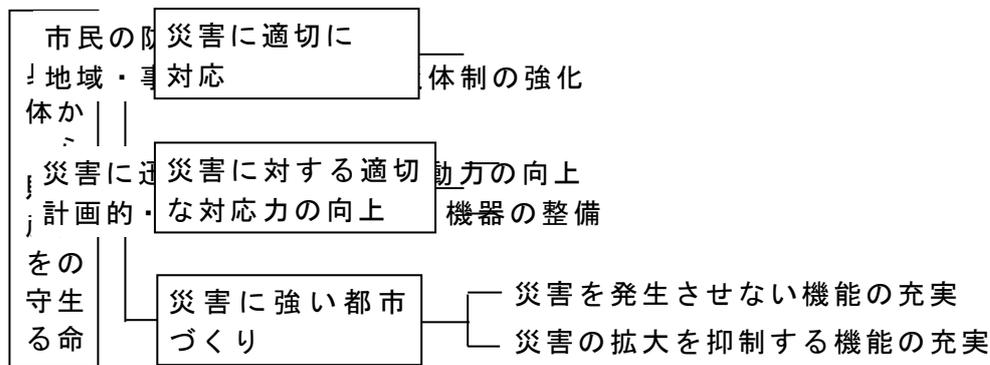 市民の防
災害に適切に
対応
地域・事
体制の強化
体か
災害に迅
災害に対する適切
な対応力の向上
動力の向上
計画的・
機器の整備
をの
守生
る命
災害に強い都市
づくり
災害を発生させない機能の充実
災害の拡大を抑制する機能の充実